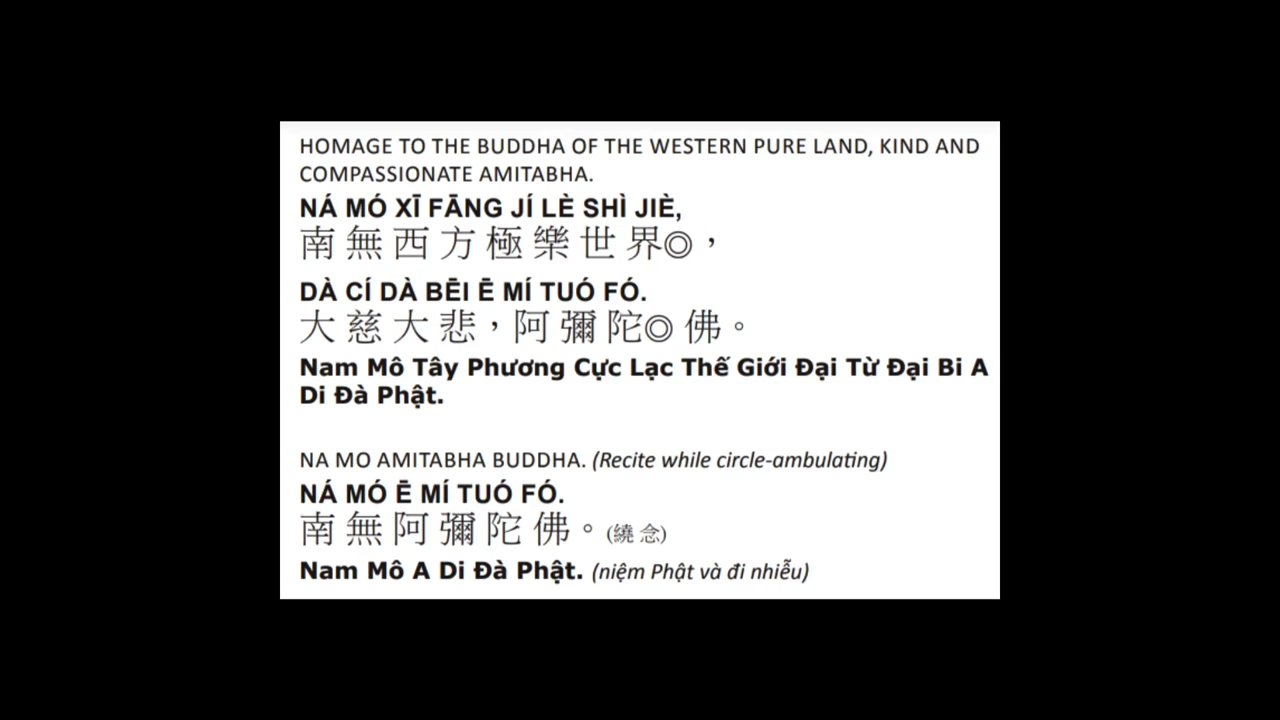 HOMAGE TO THE BUDDHA OF THE WESTERN PURE LAND, KIND AND
COMPASSIONATE AMITABHA.
NÁ MÓ XĪ FĀNG JÍ LÈ SHÌ JIÈ,
南無西方極樂世界◎，
DÀ CÍ DÀ BĒI Ē MÍ TUÓ FÓ.
大慈大悲，阿彌陀◎佛。
Nam Mô Tây Phương Cực Lạc Thế Giới Đại Từ Đại Bi A
Di Đà Phật.
NA MO AMITABHA BUDDHA. (Recite while circle-ambulating)
NÁ MÓ Ē MÍ TUÓ FÓ.
南無阿彌陀佛。(繞念)
Nam Mô A Di Đà Phật. (niệm Phật và đi nhiễu)